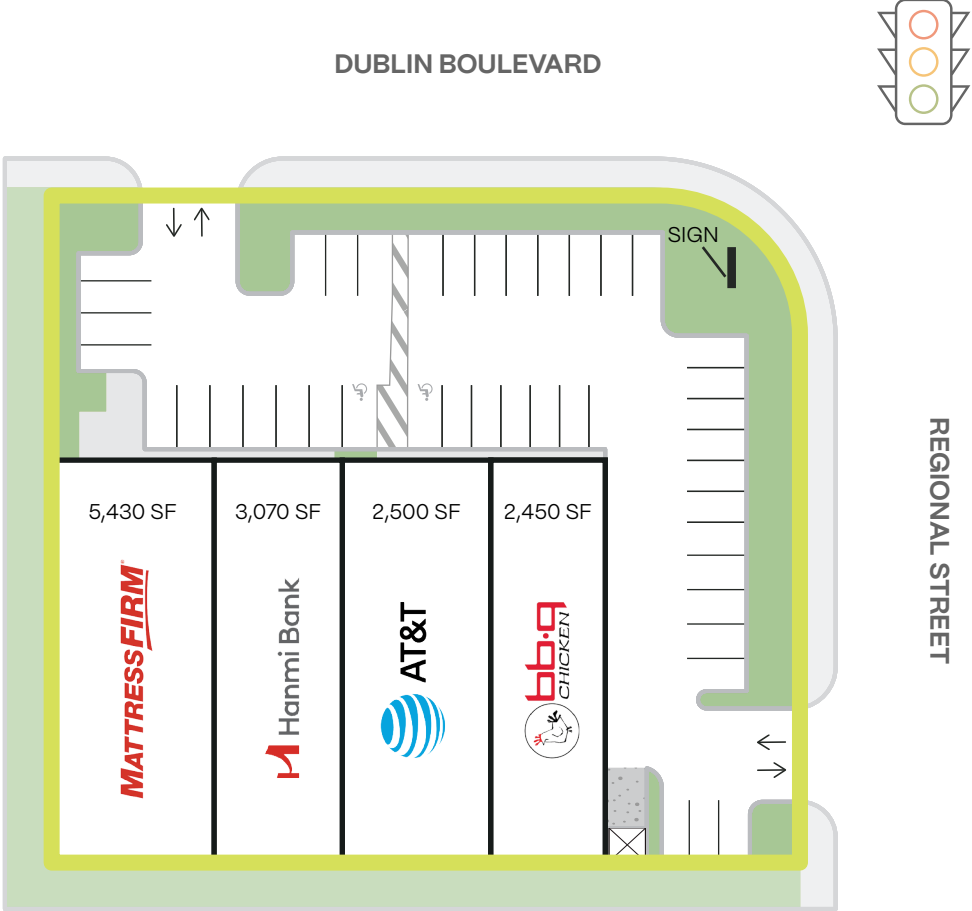 DUBLIN BOULEVARD
SIGN
REGIONAL STREET
5,430 SF
3,070 SF
2,500 SF
2,450 SF
MATTRESSFIRM
Hanmi Bank
AT&T
bb.q
CHICKEN